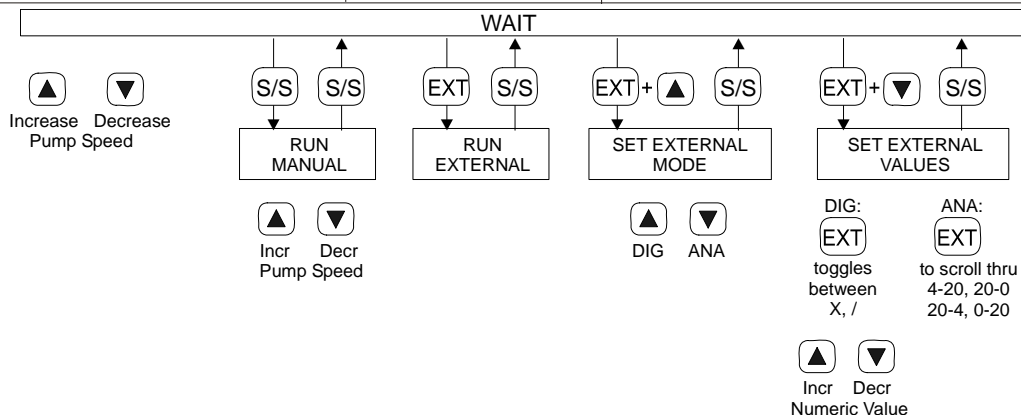 WAIT
S/S S/S EXT S/S EXT + ▲ S/S EXT + ▼ S/S
Increase Decrease
Pump Speed
RUN
MANUAL
RUN
EXTERNAL
SET EXTERNAL
MODE
SET EXTERNAL
VALUES
Incr Decr
Pump Speed
DIG ANA
DIG:
EXT
toggles
between
X, /
ANA:
EXT
to scroll thru
4-20, 20-0
20-4, 0-20
Incr Decr
Numeric Value